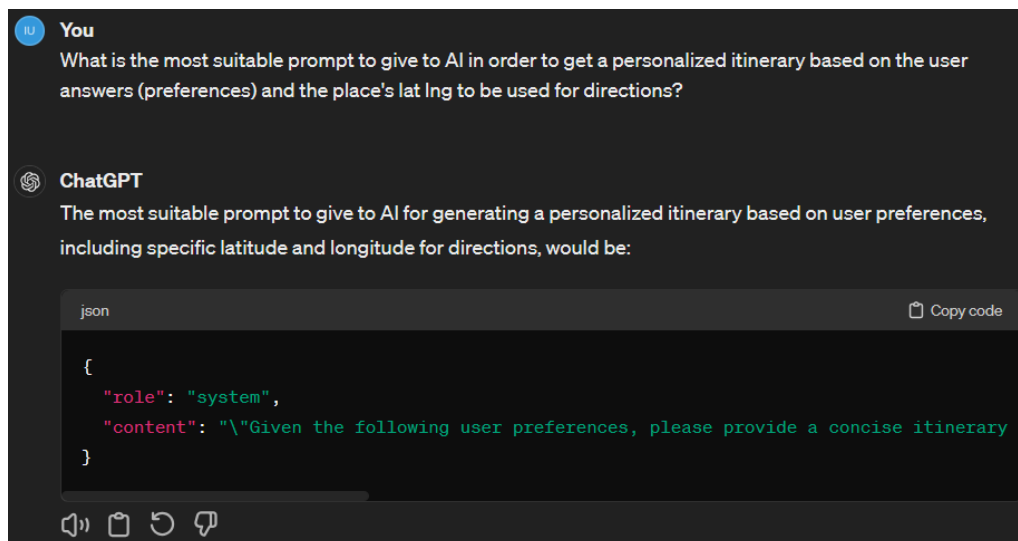 IU
You
What is the most suitable prompt to give to AI in order to get a personalized itinerary based on the user
answers (preferences) and the place's lat lng to be used for directions?
ChatGPT
The most suitable prompt to give to AI for generating a personalized itinerary based on user preferences,
including specific latitude and longitude for directions, would be:
json Copy code
{
"role": "system",
"content": "\"Given the following user preferences, please provide a concise itinerary
}